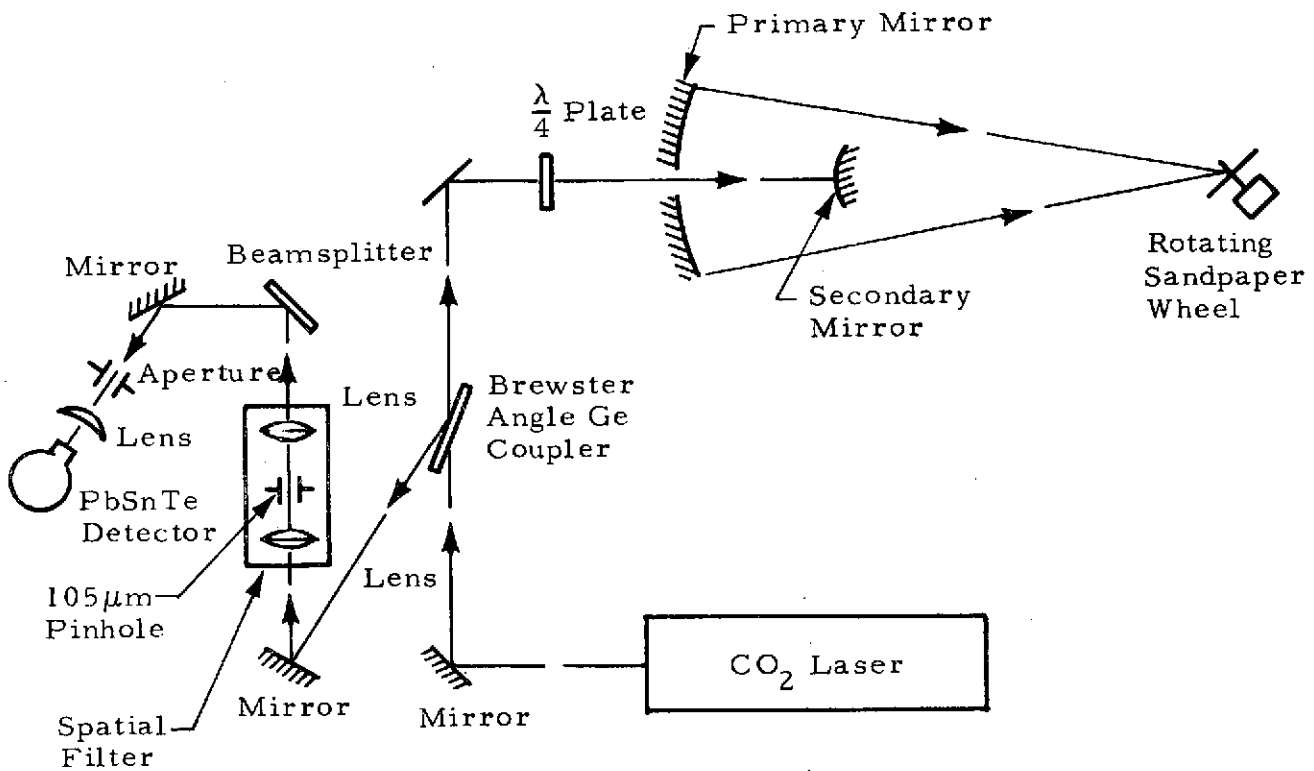 Primary Mirror
λ/4 Plate
Beamsplitter
Mirror
Rotating
Sandpaper
Wheel
Secondary
Mirror
Aperture
Lens
Brewster
Angle Ge
Coupler
Lens
PbSnTe
Detector
Lens
105μm
Pinhole
CO₂ Laser
Mirror
Mirror
Spatial
Filter